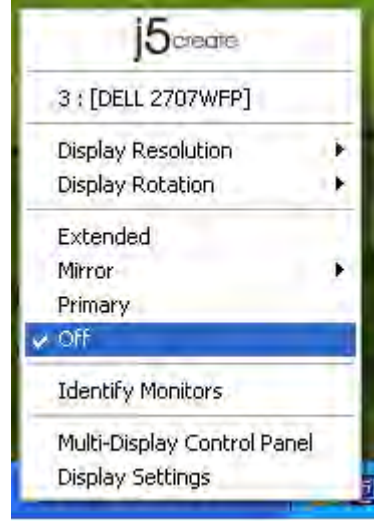 j5create
3 : [DELL 2707WFP]
Display Resolution
Display Rotation
Extended
Mirror
Primary
Off
Identify Monitors
Multi-Display Control Panel
Display Settings